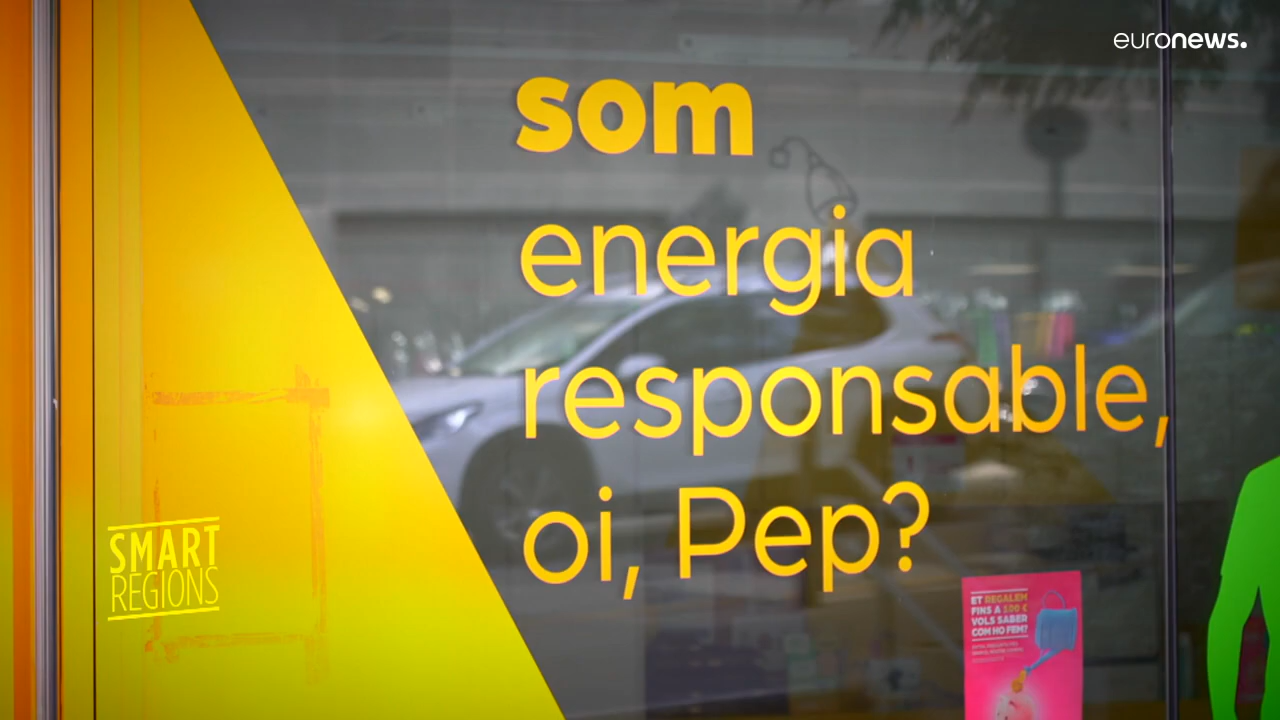 euronews.
som
energia
responsable,
oi, Pep?
SMART
REGIONS
ET REGALEM
FINS A 100 €
VOLS SABER
COM HO FEM?